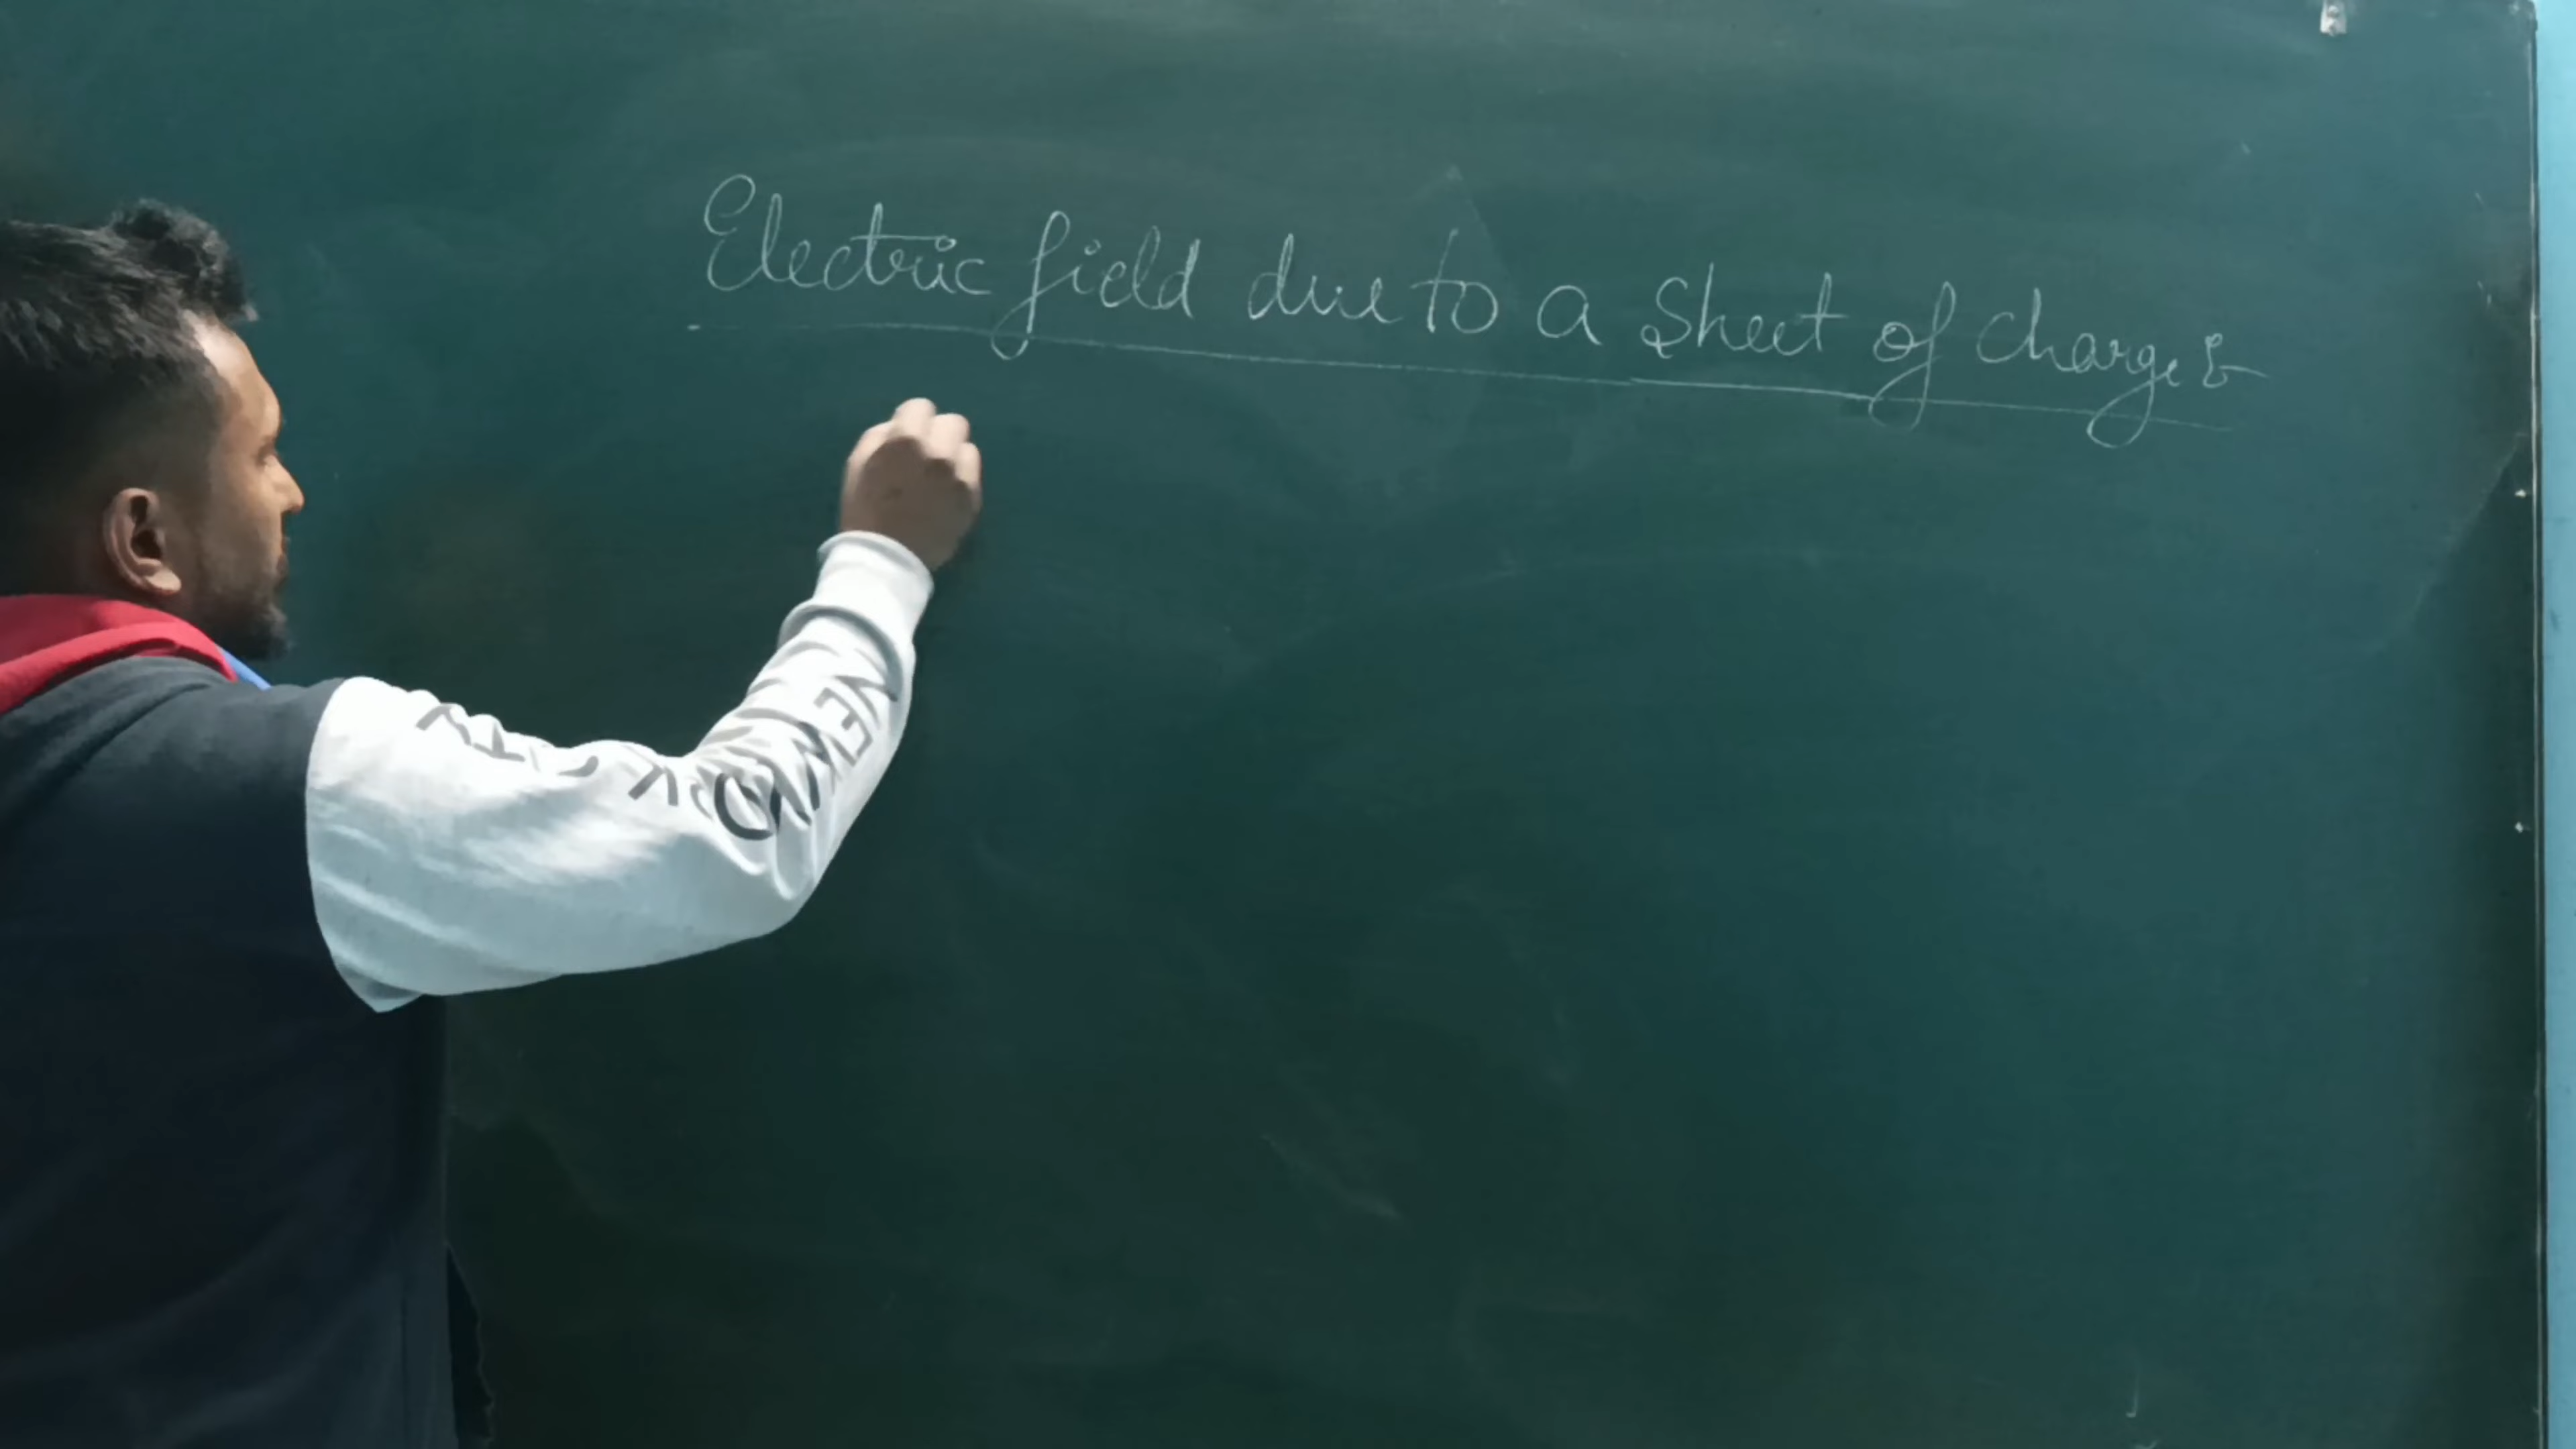 Electric field due to a Sheet of charge :-